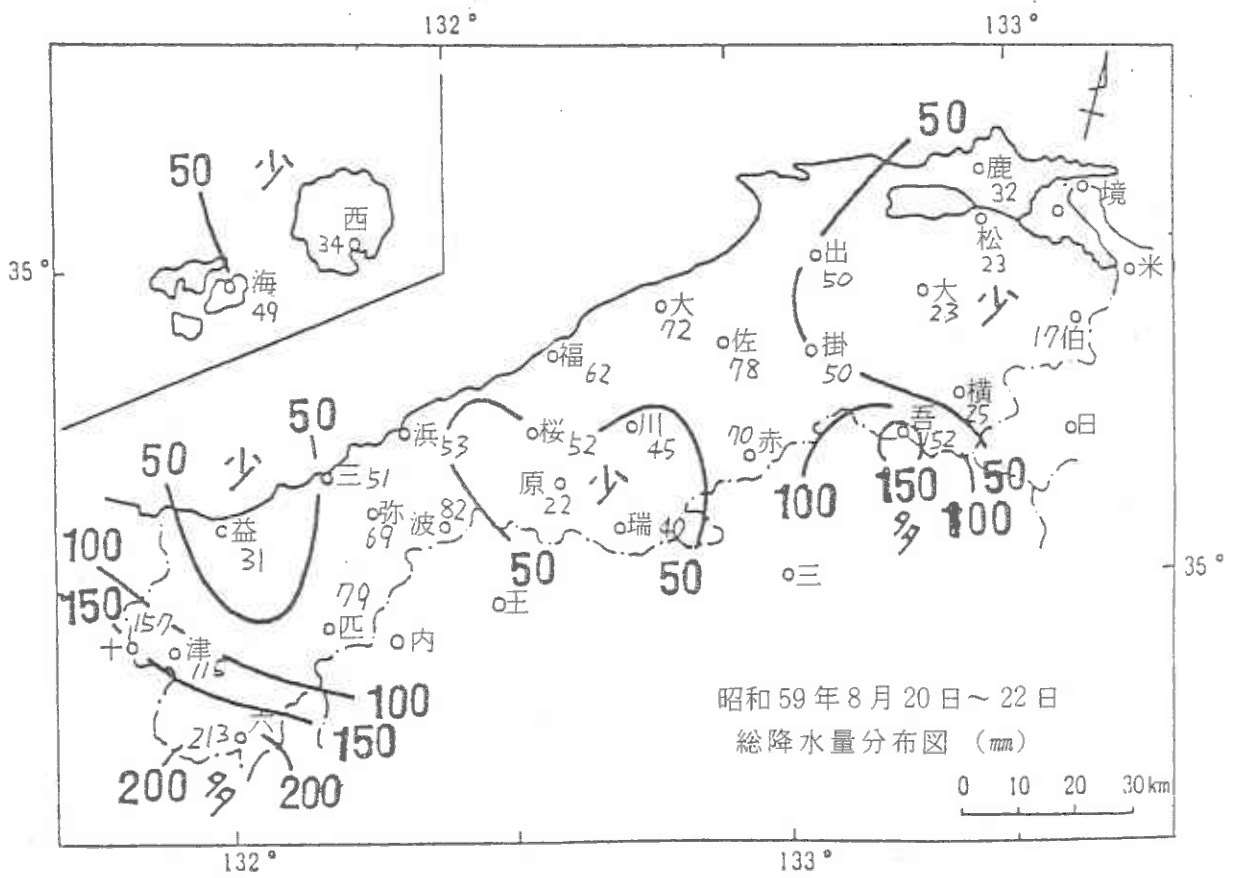 132°
133°
50
少
50
鹿
32
境
西
34
松
23
出
50
米
35°
海
49
大
23
少
大
72
17伯
佐
78
掛
50
福
62
横
25
50
浜
53
桜
52
川
45
吾
152
日
70
赤
50
少
三
51
原
22
少
100
150
50
弥
69
波
82
瑞
40
多
100
益
31
100
50
50
三
35°
150
79
王
157
十
津
115
匹
内
100
昭和59年8月20日~22日
六
213
150
総降水量分布図 (㎜)
200
多
200
0 10 20 30km
132°
133°